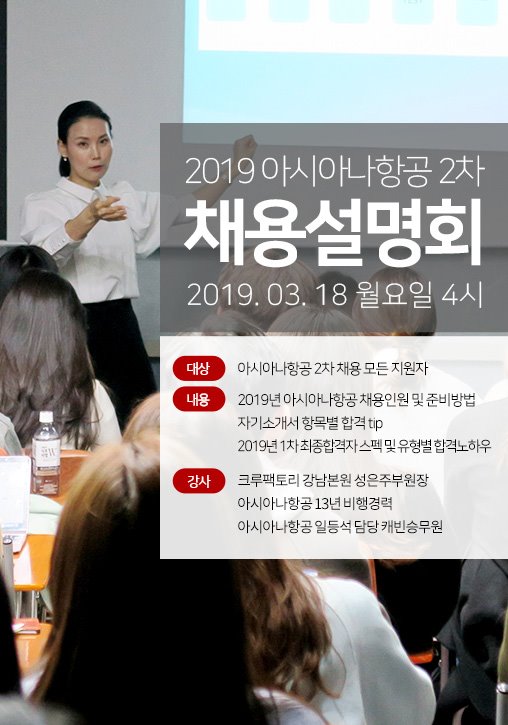 2019 아시아나항공 2차
채용설명회
2019. 03. 18 월요일 4시
대상 아시아나항공 2차 채용 모든 지원자
내용 2019년 아시아나항공 채용인원 및 준비방법
자기소개서 항목별 합격 tip
2019년 1차 최종합격자 스펙 및 유형별 합격노하우
강사 크루팩토리 강남본원 성은주부원장
아시아나항공 13년 비행경력
아시아나항공 일등석 담당 캐빈승무원